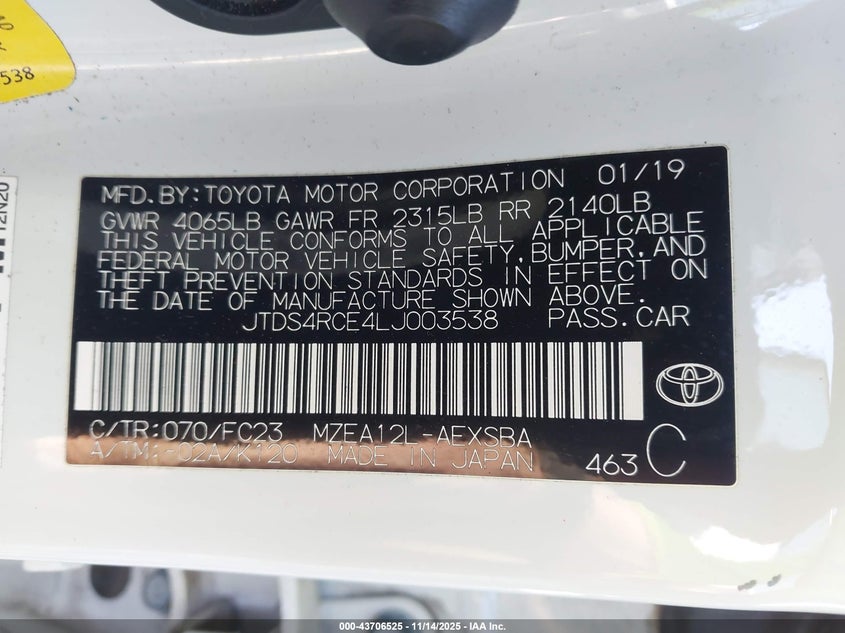 538
12N20
MFD.BY:TOYOTA MOTOR CORPORATION 01/19
GVWR 4065LB GAWR FR 2315LB RR 2140LB
THIS VEHICLE CONFORMS TO ALL APPLICABLE
FEDERAL MOTOR VEHICLE SAFETY,BUMPER,AND
THEFT PREVENTION STANDARDS IN EFFECT ON
THE DATE OF MANUFACTURE SHOWN ABOVE.
JTDS4RCE4LJ003538 PASS.CAR
C/TR:070/FC23 MZEA12L-AEXSBA
A/TM:-02A/K120 MADE IN JAPAN 463 C
000-43706525 - 11/14/2025 - IAA Inc.